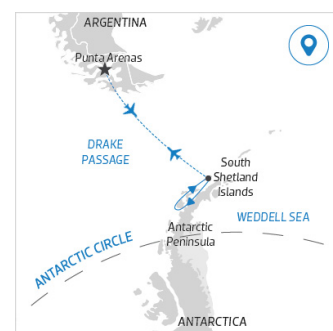 ARGENTINA
Punta Arenas
DRAKE
PASSAGE
South
Shetland
Islands
WEDDELL SEA
Antarctic
Peninsula
ANTARCTIC CIRCLE
ANTARCTICA